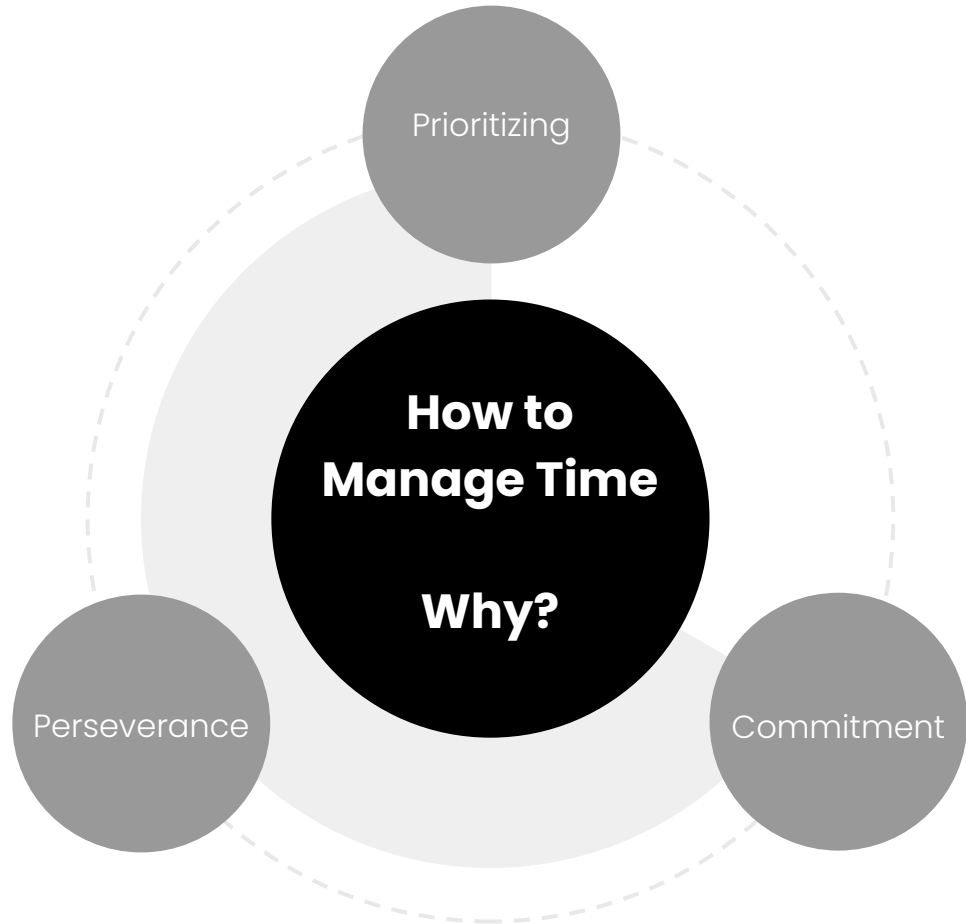 Prioritizing
How to
Manage Time
Why?
Perseverance
Commitment